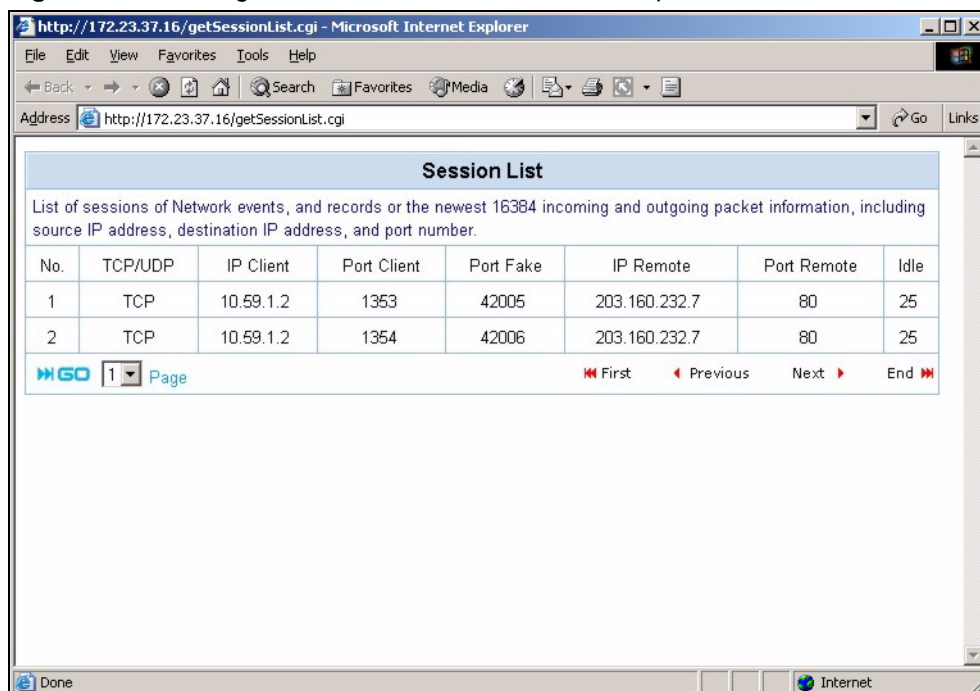 http://172.23.37.16/getSessionList.cgi - Microsoft Internet Explorer
File Edit View Favorites Tools Help
Back Search Favorites Media
Address http://172.23.37.16/getSessionList.cgi Go Links
Session List
List of sessions of Network events, and records or the newest 16384 incoming and outgoing packet information, including
source IP address, destination IP address, and port number.
No. TCP/UDP IP Client Port Client Port Fake IP Remote Port Remote Idle
1 TCP 10.59.1.2 1353 42005 203.160.232.7 80 25
2 TCP 10.59.1.2 1354 42006 203.160.232.7 80 25
GO 1 Page First Previous Next End
Done Internet